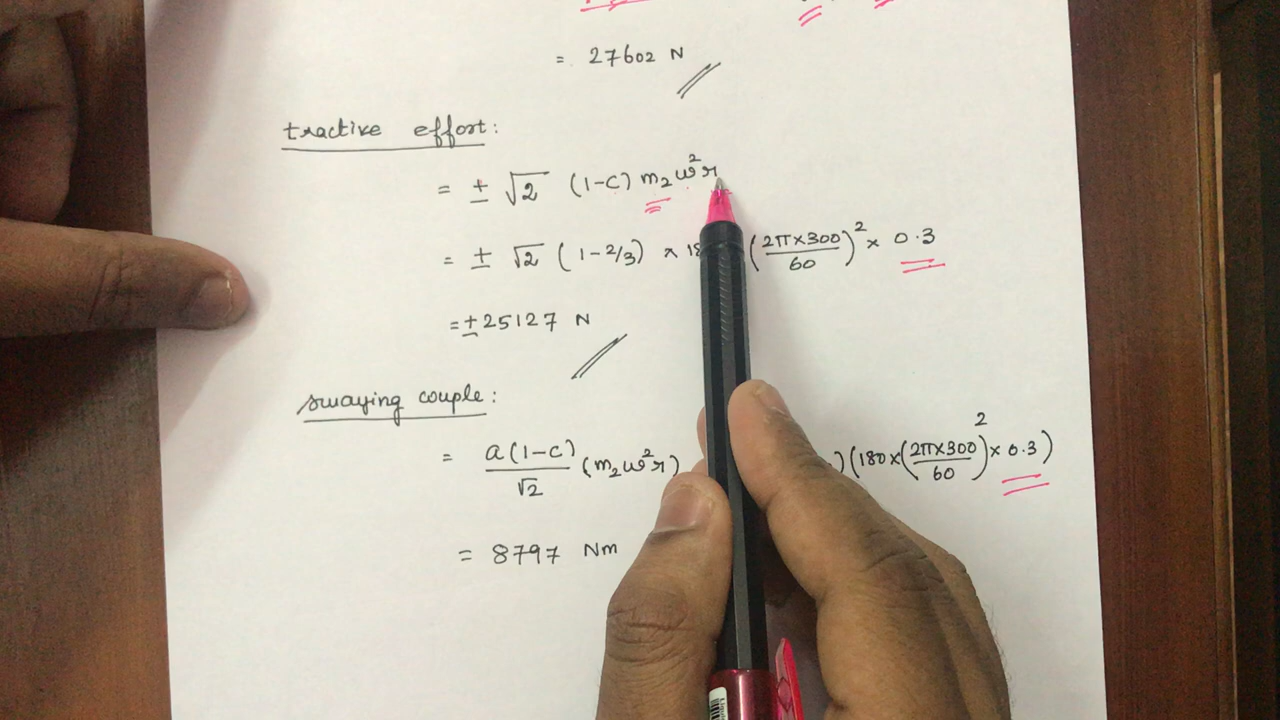 = 27602 N
tractive effort:
= ± √2 (1-C) m₂ω²r
= ± √2 (1-2/3) × 18 (2π×300/60)² × 0.3
= ± 25127 N
swaying couple:
= a(1-C)/√2 (m₂ω²r) ) (180×(2π×300/60)² × 0.3)
= 8797 Nm